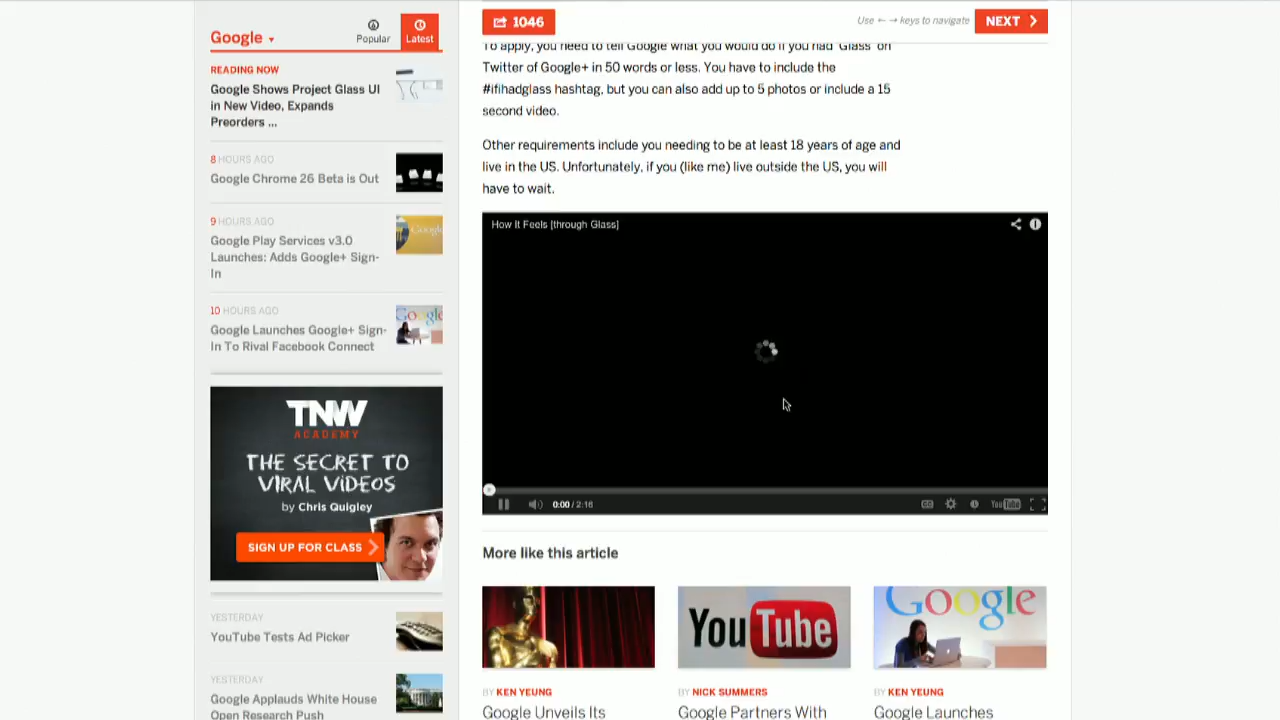 Google
Popular
Latest
READING NOW
Google Shows Project Glass UI
in New Video, Expands
Preorders ...
8 HOURS AGO
Google Chrome 26 Beta is Out
9 HOURS AGO
Google Play Services v3.0
Launches: Adds Google+ Sign-
In
Google
10 HOURS AGO
Google Launches Google+ Sign-
In To Rival Facebook Connect
Google
TNW
ACADEMY
THE SECRET TO
VIRAL VIDEOS
by Chris Quigley
SIGN UP FOR CLASS
YESTERDAY
YouTube Tests Ad Picker
YESTERDAY
Google Applauds White House
Open Research Push
1046
Use ← → keys to navigate
NEXT
To apply, you need to tell Google what you would do if you had 'Glass' on
Twitter of Google+ in 50 words or less. You have to include the
#ifihadglass hashtag, but you can also add up to 5 photos or include a 15
second video.
Other requirements include you needing to be at least 18 years of age and
live in the US. Unfortunately, if you (like me) live outside the US, you will
have to wait.
How It Feels [through Glass]
0:00 / 2:16
CC
YouTube
More like this article
YouTube
Google
BY KEN YEUNG
Google Unveils Its
BY NICK SUMMERS
Google Partners With
BY KEN YEUNG
Google Launches